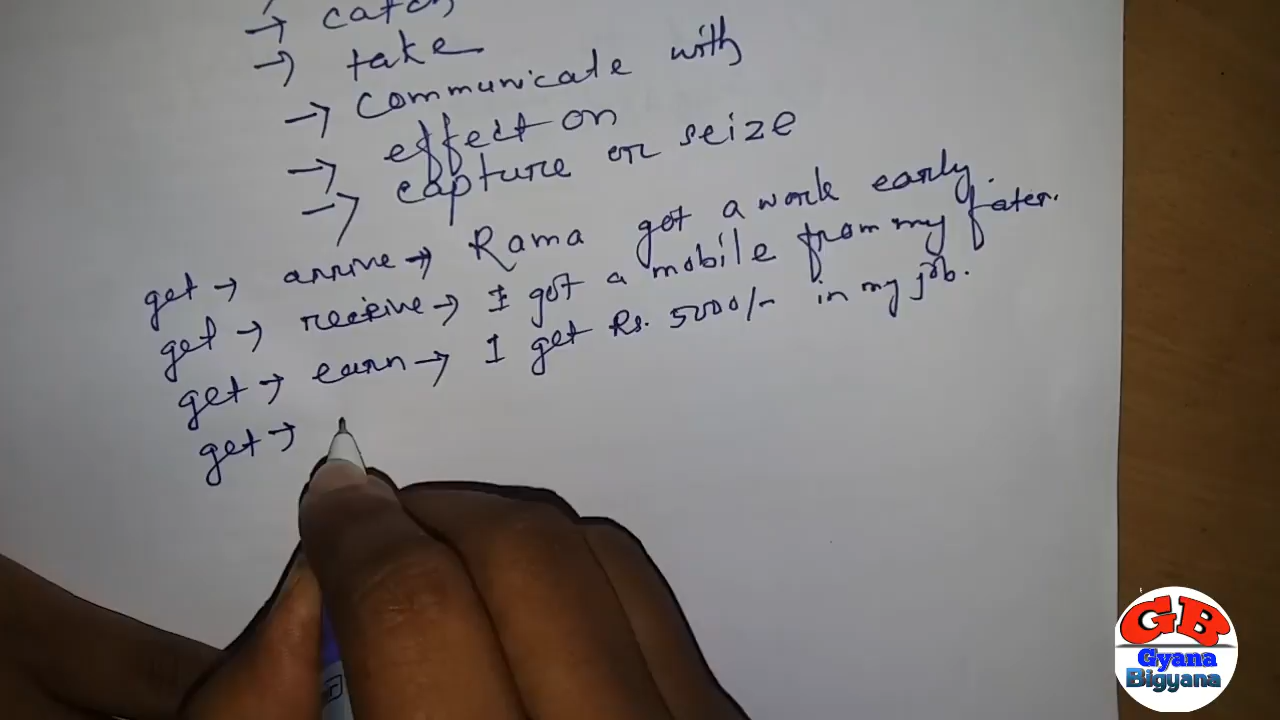 → catch
→ take
→ communicate with
→ effect on
→ capture or seize
get → arrive → Rama got a work early.
get → receive → I got a mobile from my fater.
get → earn → I get Rs. 5000/- in my job.
get →
GB
Gyana
Bigyana